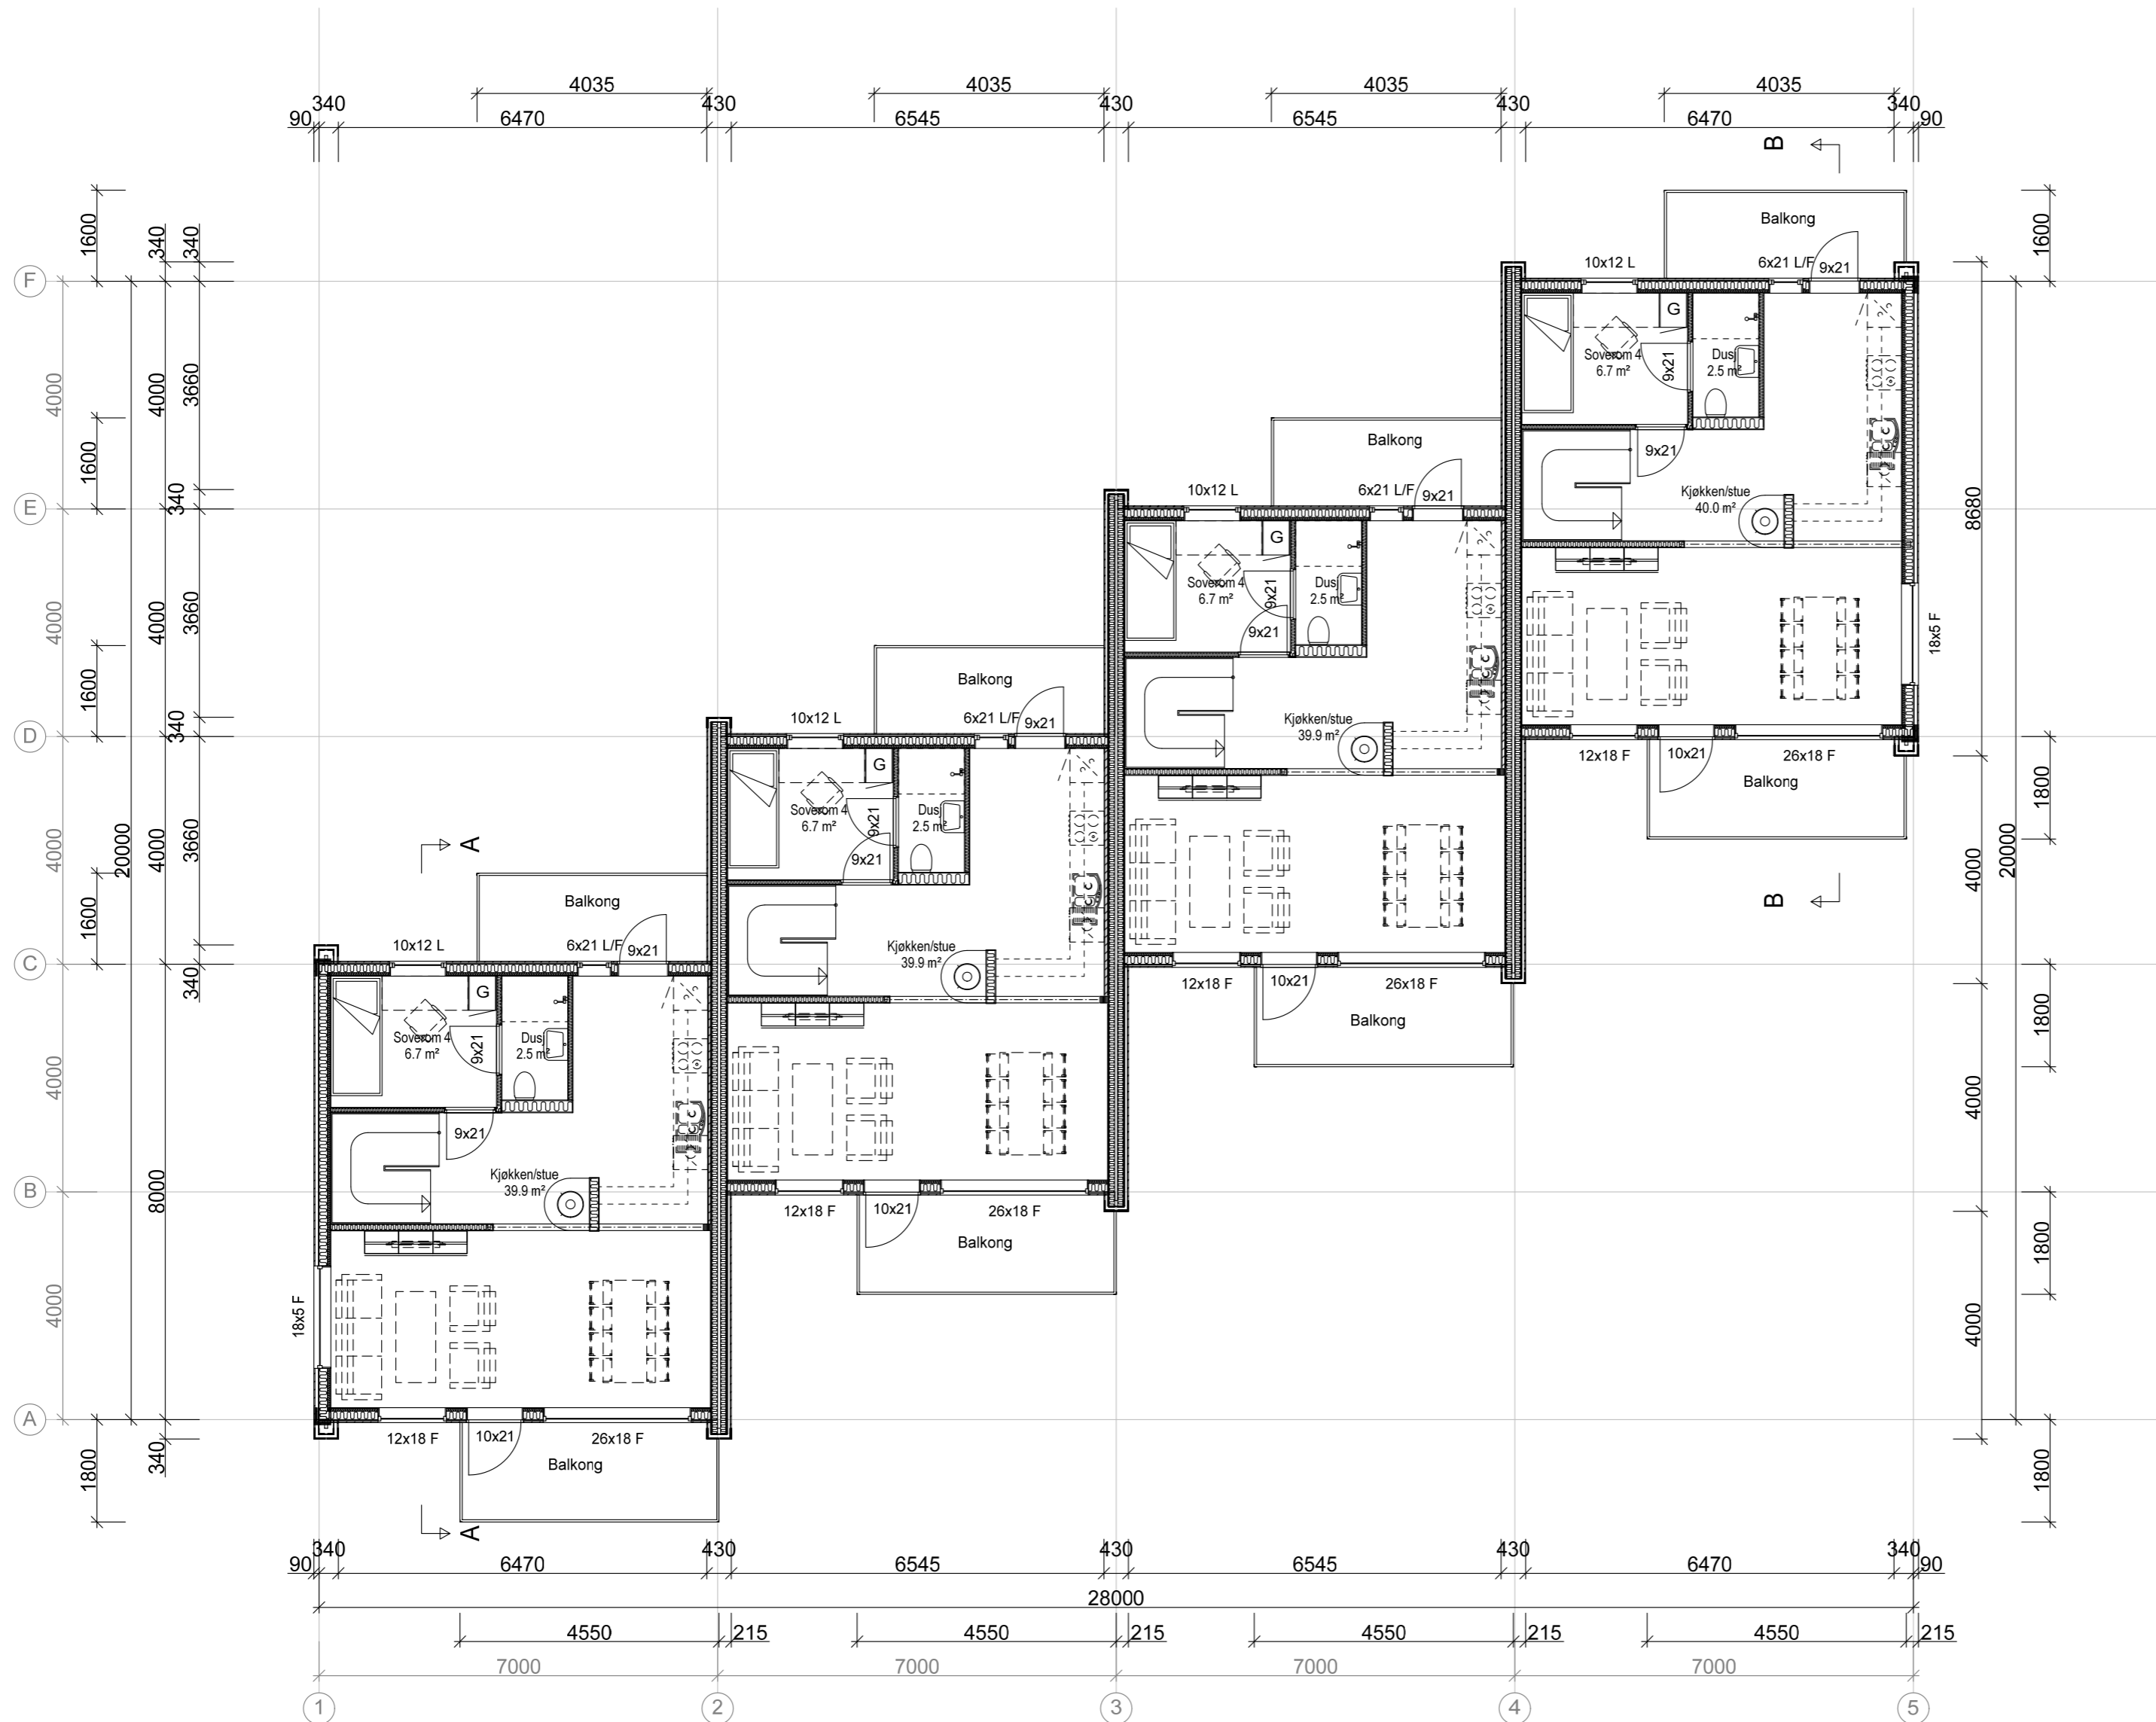 4035
4035
4035
4035
340
430
430
430
340
90
6470
6545
6545
6470
90
B
1600
340
340
Balkong
1600
F
10x12 L
6x21 L/F
9x21
G
Soverom 4
6.7 m²
9x21
Dusj
2.5 m²
4000
4000
3660
Balkong
9x21
1600
10x12 L
6x21 L/F
9x21
Kjøkken/stue
40.0 m²
E
340
8680
G
Soverom 4
6.7 m²
9x21
Dusj
2.5 m²
9x21
4000
4000
3660
18x5 F
1600
Balkong
Kjøkken/stue
39.9 m²
10x12 L
6x21 L/F
9x21
D
340
12x18 F
10x21
26x18 F
G
Balkong
1800
Soverom 4
6.7 m²
9x21
Dusj
2.5 m²
9x21
4000
20000
4000
3660
A
4000
20000
1600
Balkong
B
10x12 L
6x21 L/F
9x21
Kjøkken/stue
39.9 m²
C
340
12x18 F
10x21
26x18 F
G
Balkong
1800
Soverom 4
6.7 m²
9x21
Dusj
2.5 m²
4000
4000
9x21
Kjøkken/stue
39.9 m²
B
8000
12x18 F
10x21
26x18 F
Balkong
1800
4000
18x5 F
4000
A
12x18 F
10x21
26x18 F
340
Balkong
1800
1800
A
340
430
430
430
340
90
6470
6545
6545
6470
90
28000
4550
215
4550
215
4550
215
4550
215
7000
7000
7000
7000
1
2
3
4
5